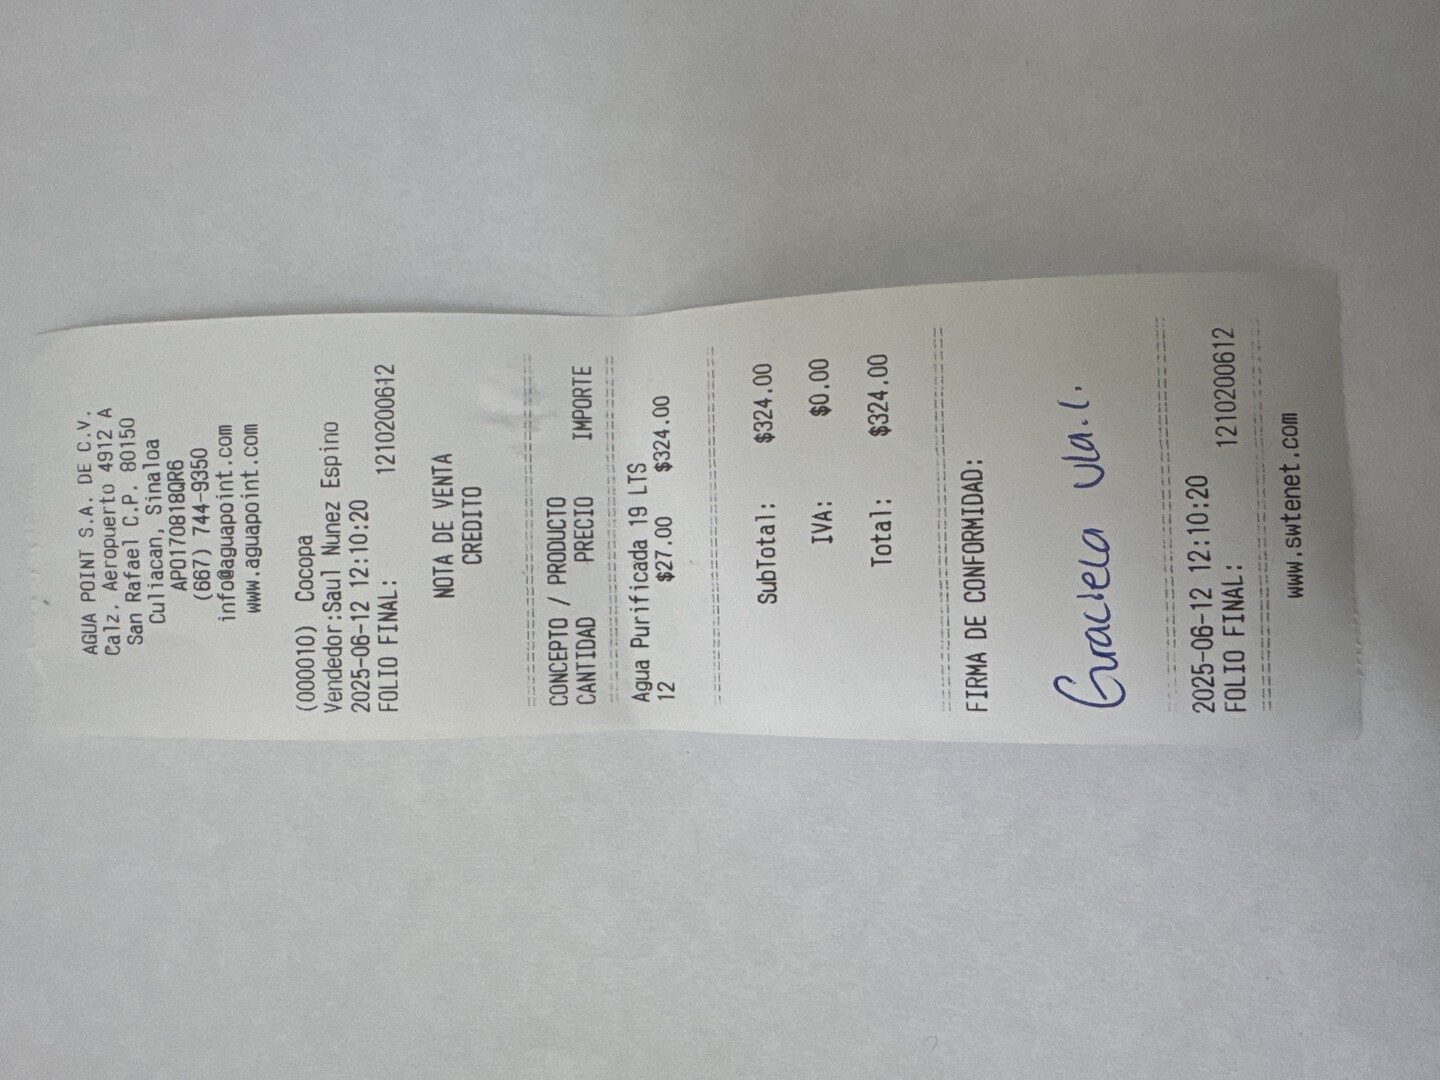 AGUA POINT S.A. DE C.V.
Calz. Aeropuerto 4912 A
San Rafael C.P. 80150
Culiacan, Sinaloa
APO170818QR6
(667) 744-9350
info@aguapoint.com
www.aguapoint.com
(000010) Cocopa
Vendedor:Saul Nunez Espino
2025-06-12 12:10:20
FOLIO FINAL: 1210200612
NOTA DE VENTA
CREDITO
CONCEPTO / PRODUCTO
CANTIDAD PRECIO IMPORTE
Agua Purificada 19 LTS
12 $27.00 $324.00
SubTotal: $324.00
IVA: $0.00
Total: $324.00
FIRMA DE CONFORMIDAD:
Graciela
2025-06-12 12:10:20
FOLIO FINAL: 1210200612
www.swtenet.com